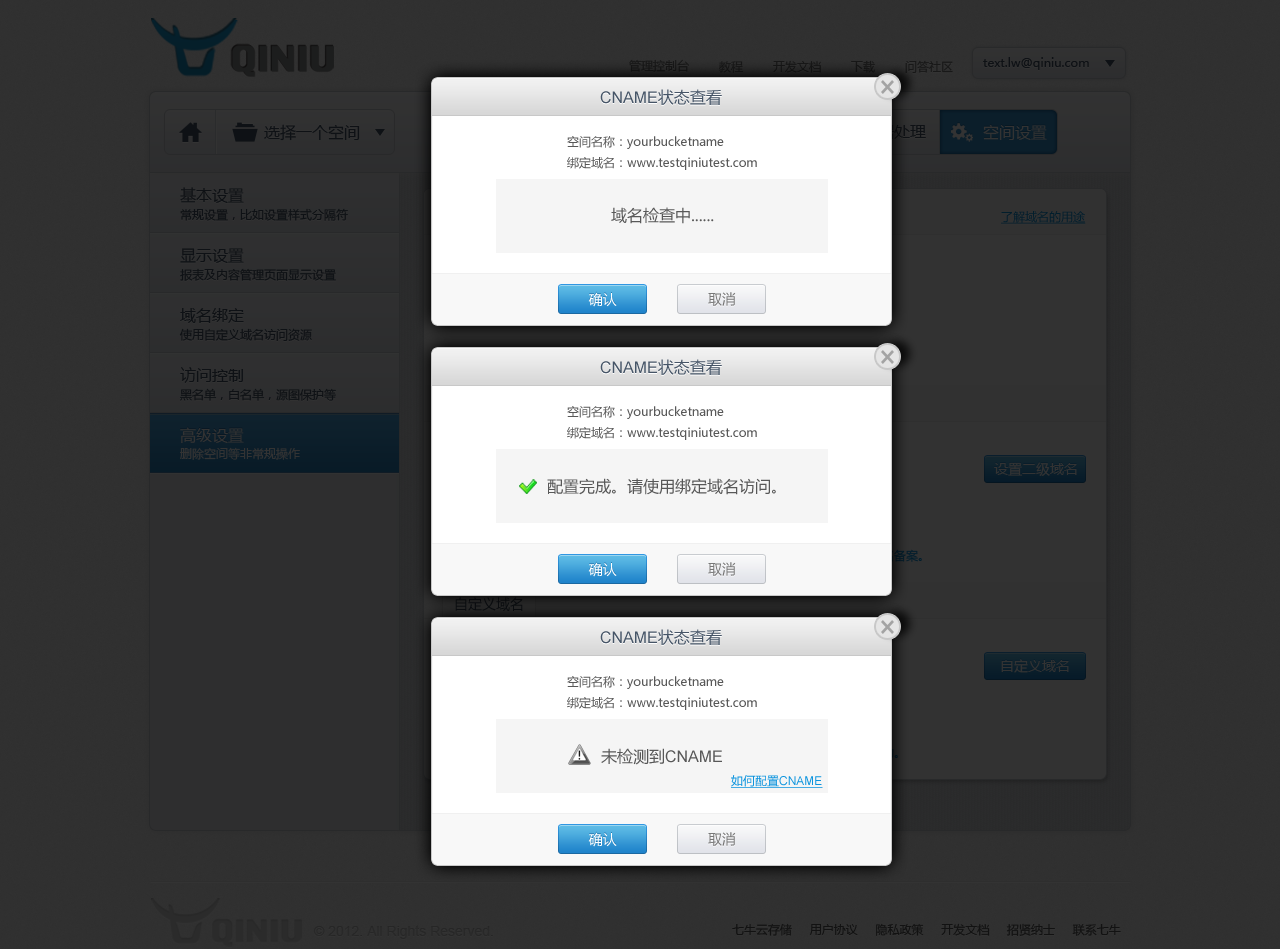 QINIU
管理控制台 教程 开发文档 下载 问答社区 text.lw@qiniu.com
选择一个空间 处理 空间设置
基本设置
常规设置，比如设置样式分隔符
显示设置
报表及内容管理页面显示设置
域名绑定
使用自定义域名访问资源
访问控制
黑名单，白名单，源图保护等
高级设置
删除空间等非常规操作
了解域名的用途
CNAME状态查看
空间名称：yourbucketname
绑定域名：www.testqiniutest.com
域名检查中......
确认 取消
CNAME状态查看
空间名称：yourbucketname
绑定域名：www.testqiniutest.com
配置完成。请使用绑定域名访问。
确认 取消
设置二级域名
备案。
自定义域名
CNAME状态查看
空间名称：yourbucketname
绑定域名：www.testqiniutest.com
未检测到CNAME
如何配置CNAME
确认 取消
自定义域名
QINIU © 2012. All Rights Reserved.
七牛云存储 用户协议 隐私政策 开发文档 招贤纳士 联系七牛